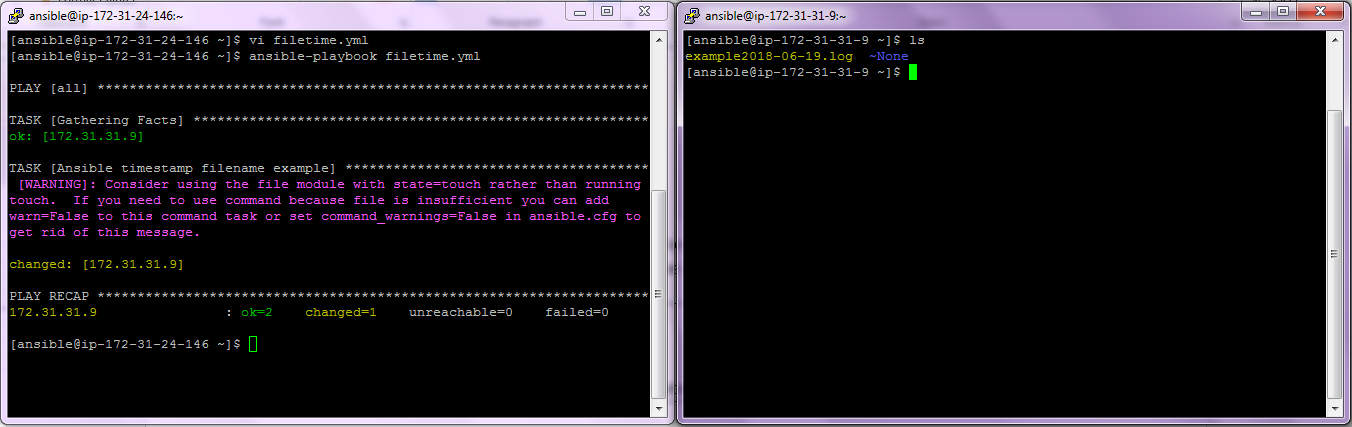 ansible@ip-172-31-24-146:~
[ansible@ip-172-31-24-146 ~]$ vi filetime.yml
[ansible@ip-172-31-24-146 ~]$ ansible-playbook filetime.yml
PLAY [all] *********************************************************************
TASK [Gathering Facts] *********************************************************
ok: [172.31.31.9]
TASK [Ansible timestamp filename example] **************************************
[WARNING]: Consider using the file module with state=touch rather than running
touch.  If you need to use command because file is insufficient you can add
warn=False to this command task or set command_warnings=False in ansible.cfg to
get rid of this message.
changed: [172.31.31.9]
PLAY RECAP *********************************************************************
172.31.31.9                : ok=2    changed=1    unreachable=0    failed=0
[ansible@ip-172-31-24-146 ~]$
ansible@ip-172-31-31-9:~
[ansible@ip-172-31-31-9 ~]$ ls
example2018-06-19.log  ~None
[ansible@ip-172-31-31-9 ~]$